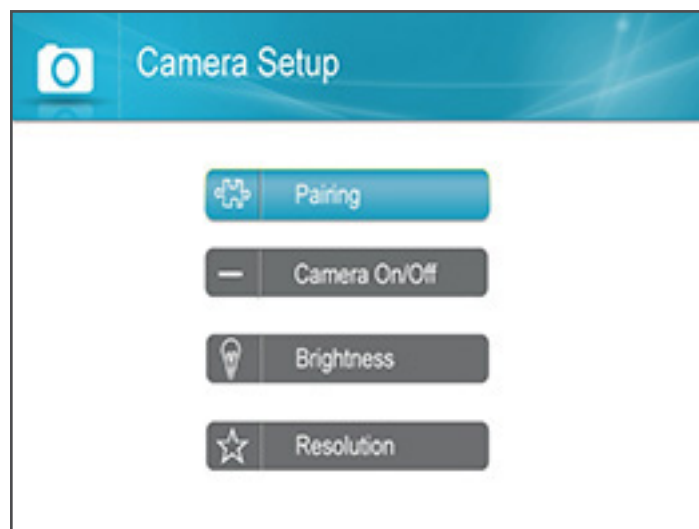 Camera Setup
Pairing
Camera On/Off
Brightness
Resolution